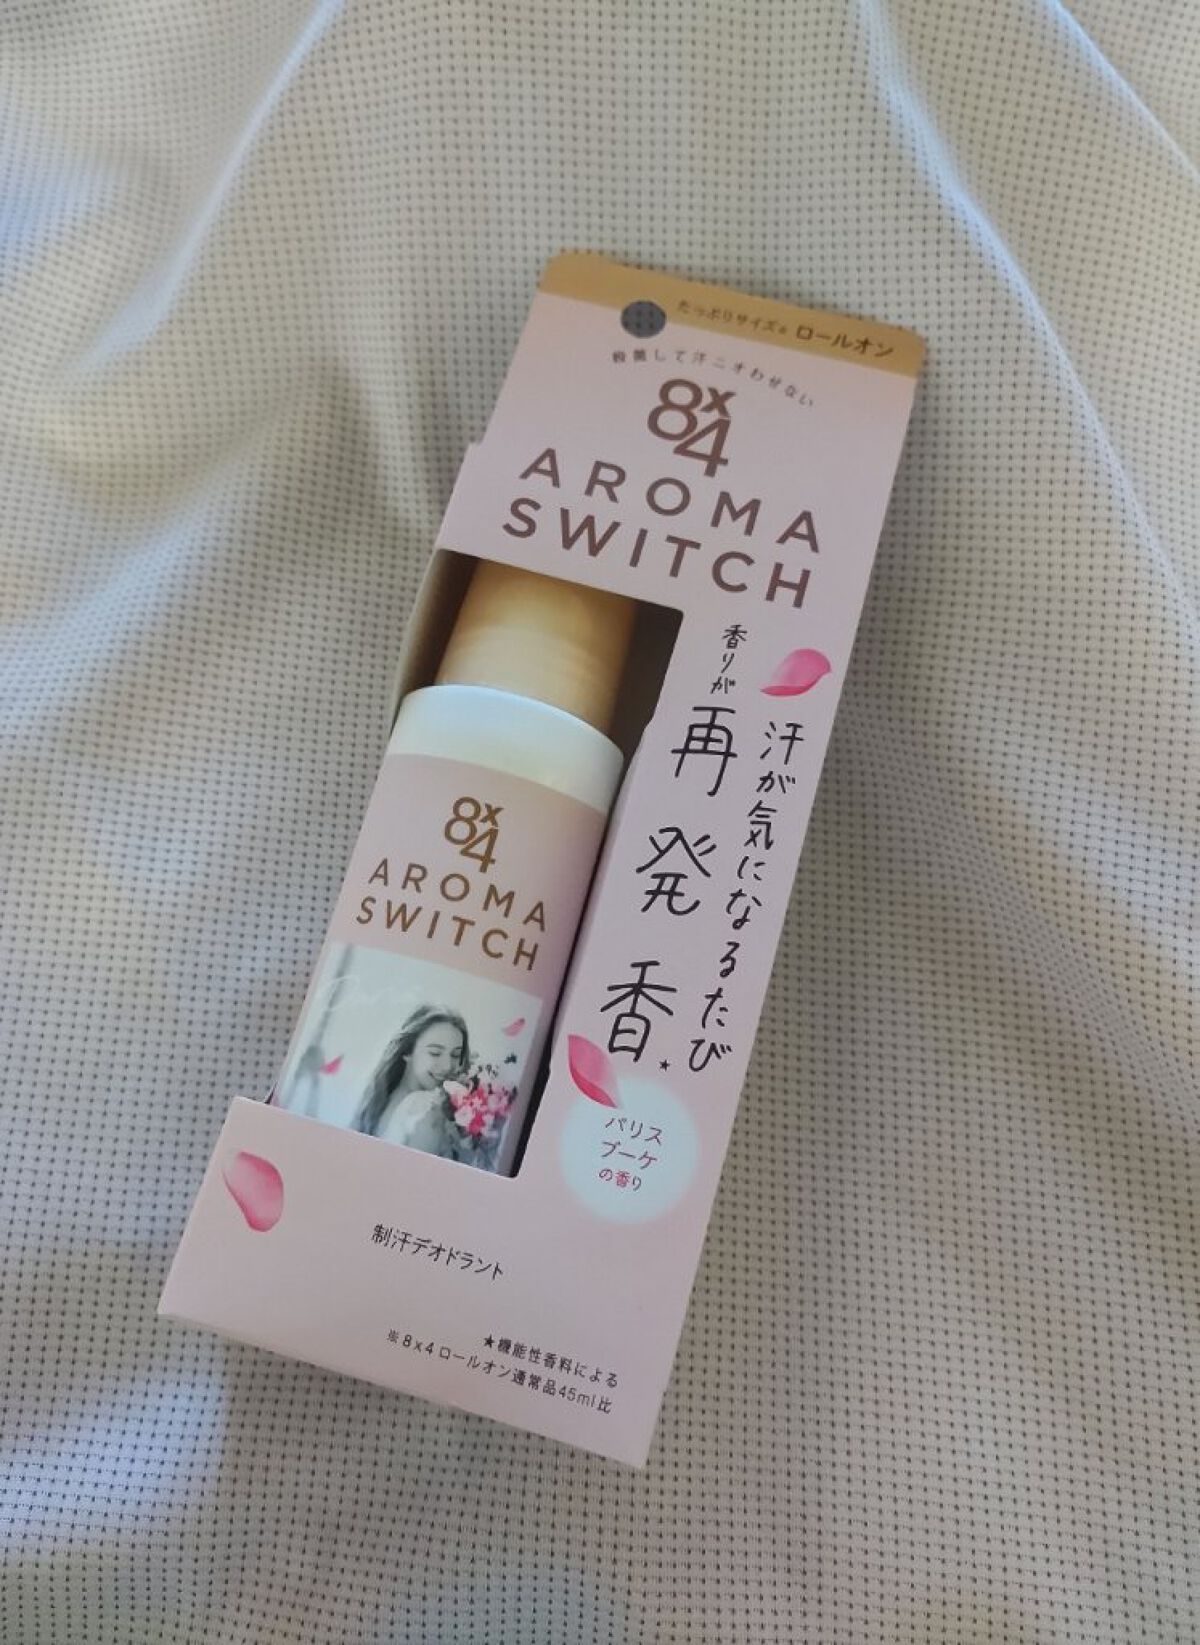 たっぷりサイズ※ ロールオン
殺菌して汗ニオわせない
8x4
AROMA
SWITCH
汗が気になるたび
香りが
再発香★
パリス
ブーケ
の香り
8x4
AROMA
SWITCH
制汗デオドラント
★機能性香料による
※8x4ロールオン通常品45ml比